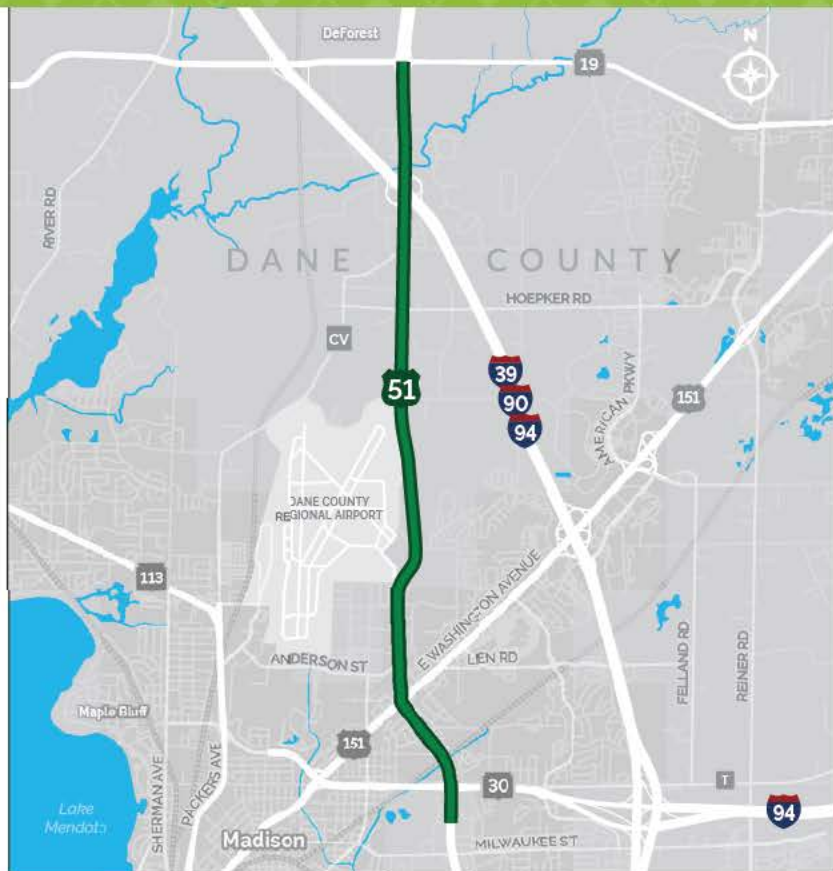 DeForest
N
19
RIVER RD
DANE COUNTY
HOEPKER RD
CV
39
51
90
AMERICAN PKWY
151
94
DANE COUNTY
REGIONAL AIRPORT
113
E WASHINGTON AVENUE
ANDERSON ST
LIEN RD
FELLAND RD
REINER RD
Maple Bluff
151
SHERMAN AVE
PACKERS AVE
30
T
94
Lake
Mendota
Madison
MILWAUKEE ST